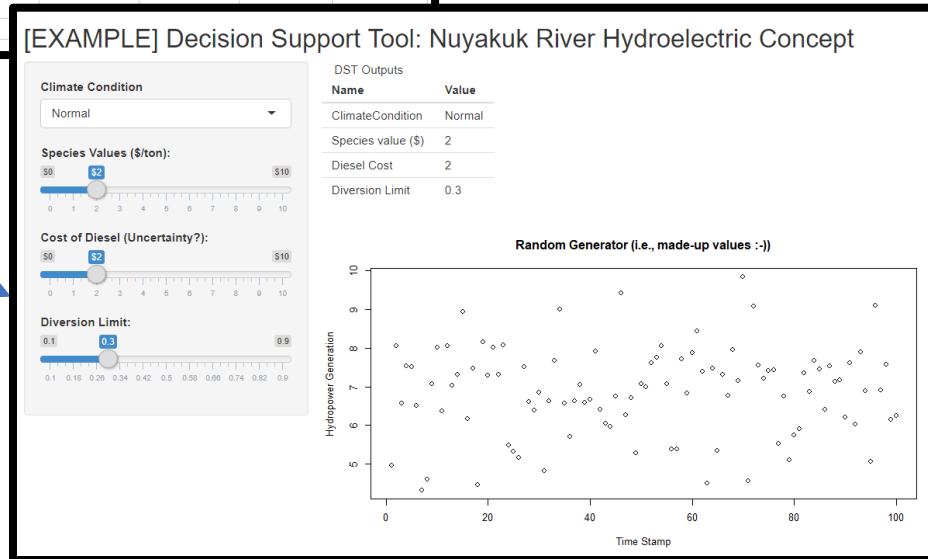 [EXAMPLE] Decision Support Tool: Nuyakuk River Hydroelectric Concept
Climate Condition
Normal
Species Values ($/ton):
$0 $2 $10
0 1 2 3 4 5 6 7 8 9 10
Cost of Diesel (Uncertainty?):
$0 $2 $10
0 1 2 3 4 5 6 7 8 9 10
Diversion Limit:
0.1 0.3 0.9
0.1 0.18 0.26 0.34 0.42 0.5 0.58 0.66 0.74 0.82 0.9
DST Outputs
Name Value
ClimateCondition Normal
Species value ($) 2
Diesel Cost 2
Diversion Limit 0.3
Random Generator (i.e., made-up values :-))
Hydropower Generation
10
9
8
7
6
5
0 20 40 60 80 100
Time Stamp